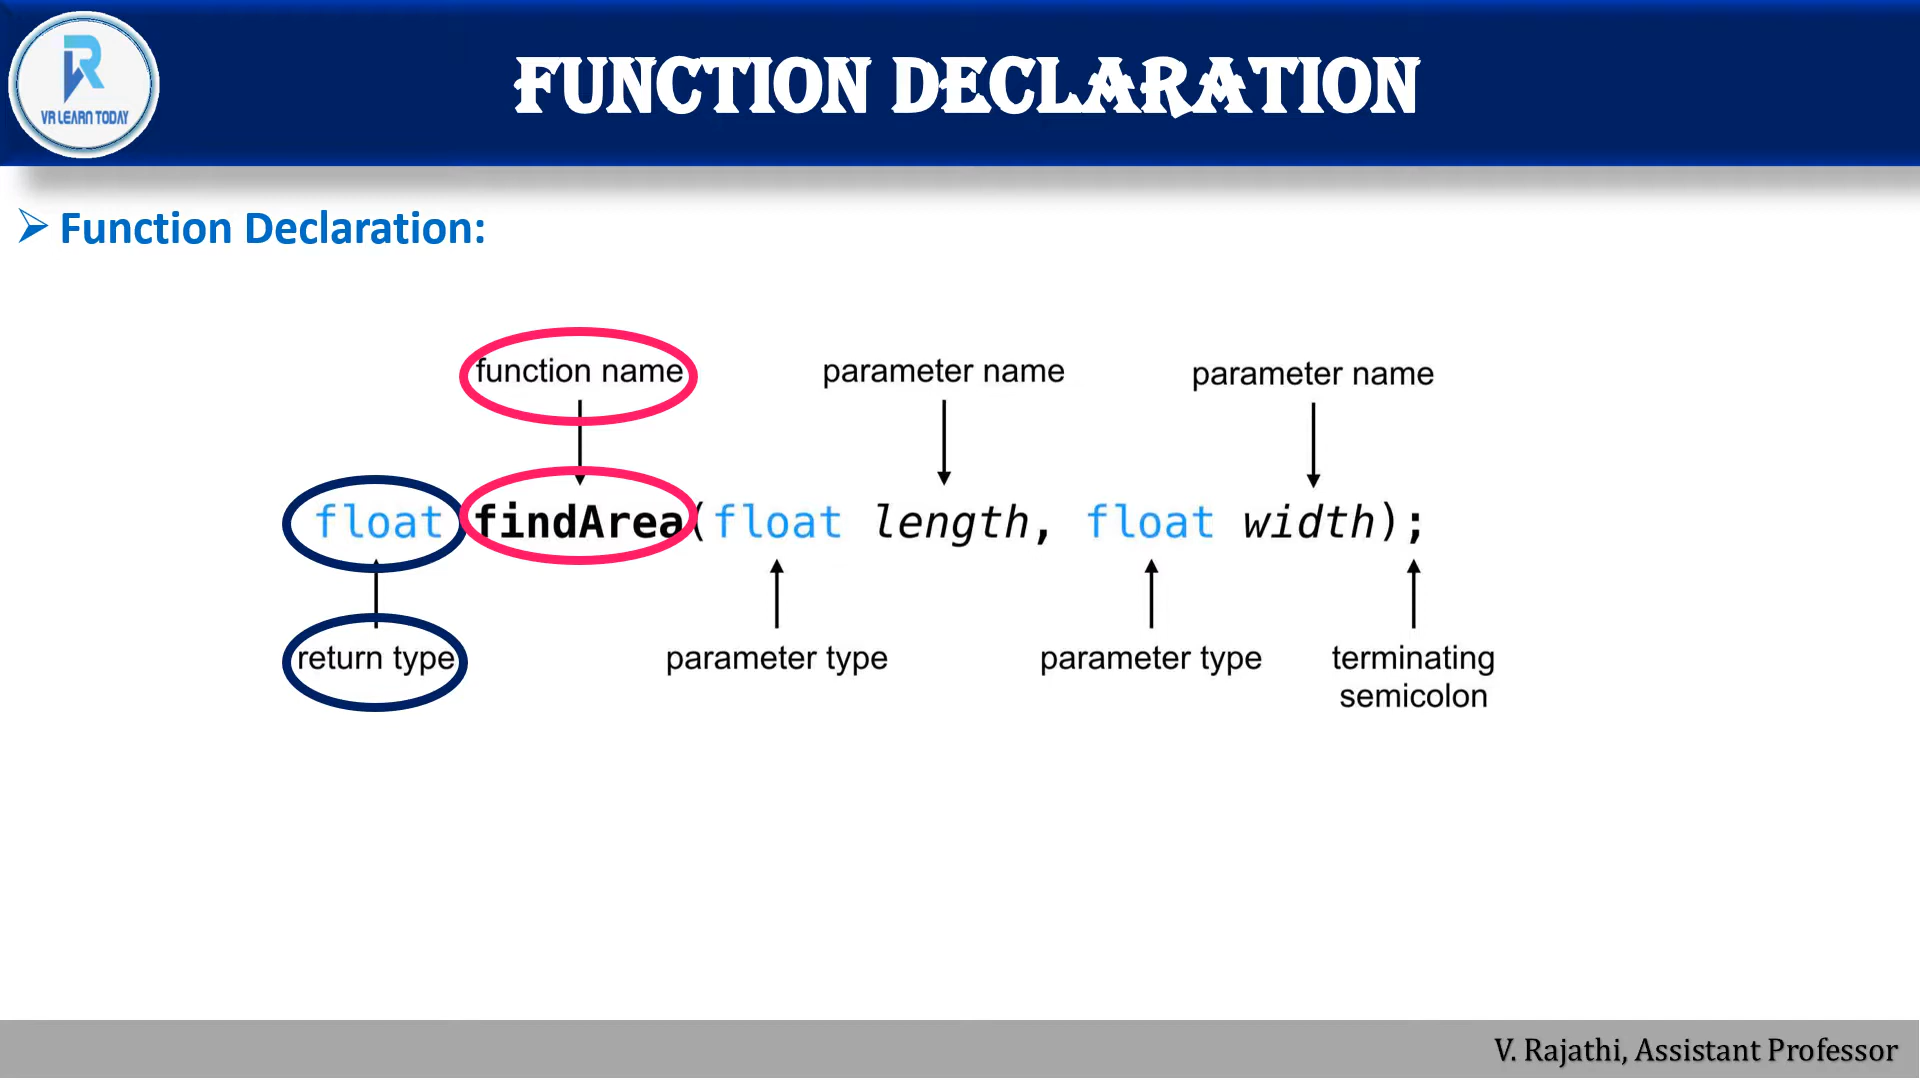 VR LEARN TODAY
FUNCTION DECLARATION
Function Declaration:
function name parameter name parameter name
float findArea(float length, float width);
return type parameter type parameter type terminating
semicolon
V. Rajathi, Assistant Professor